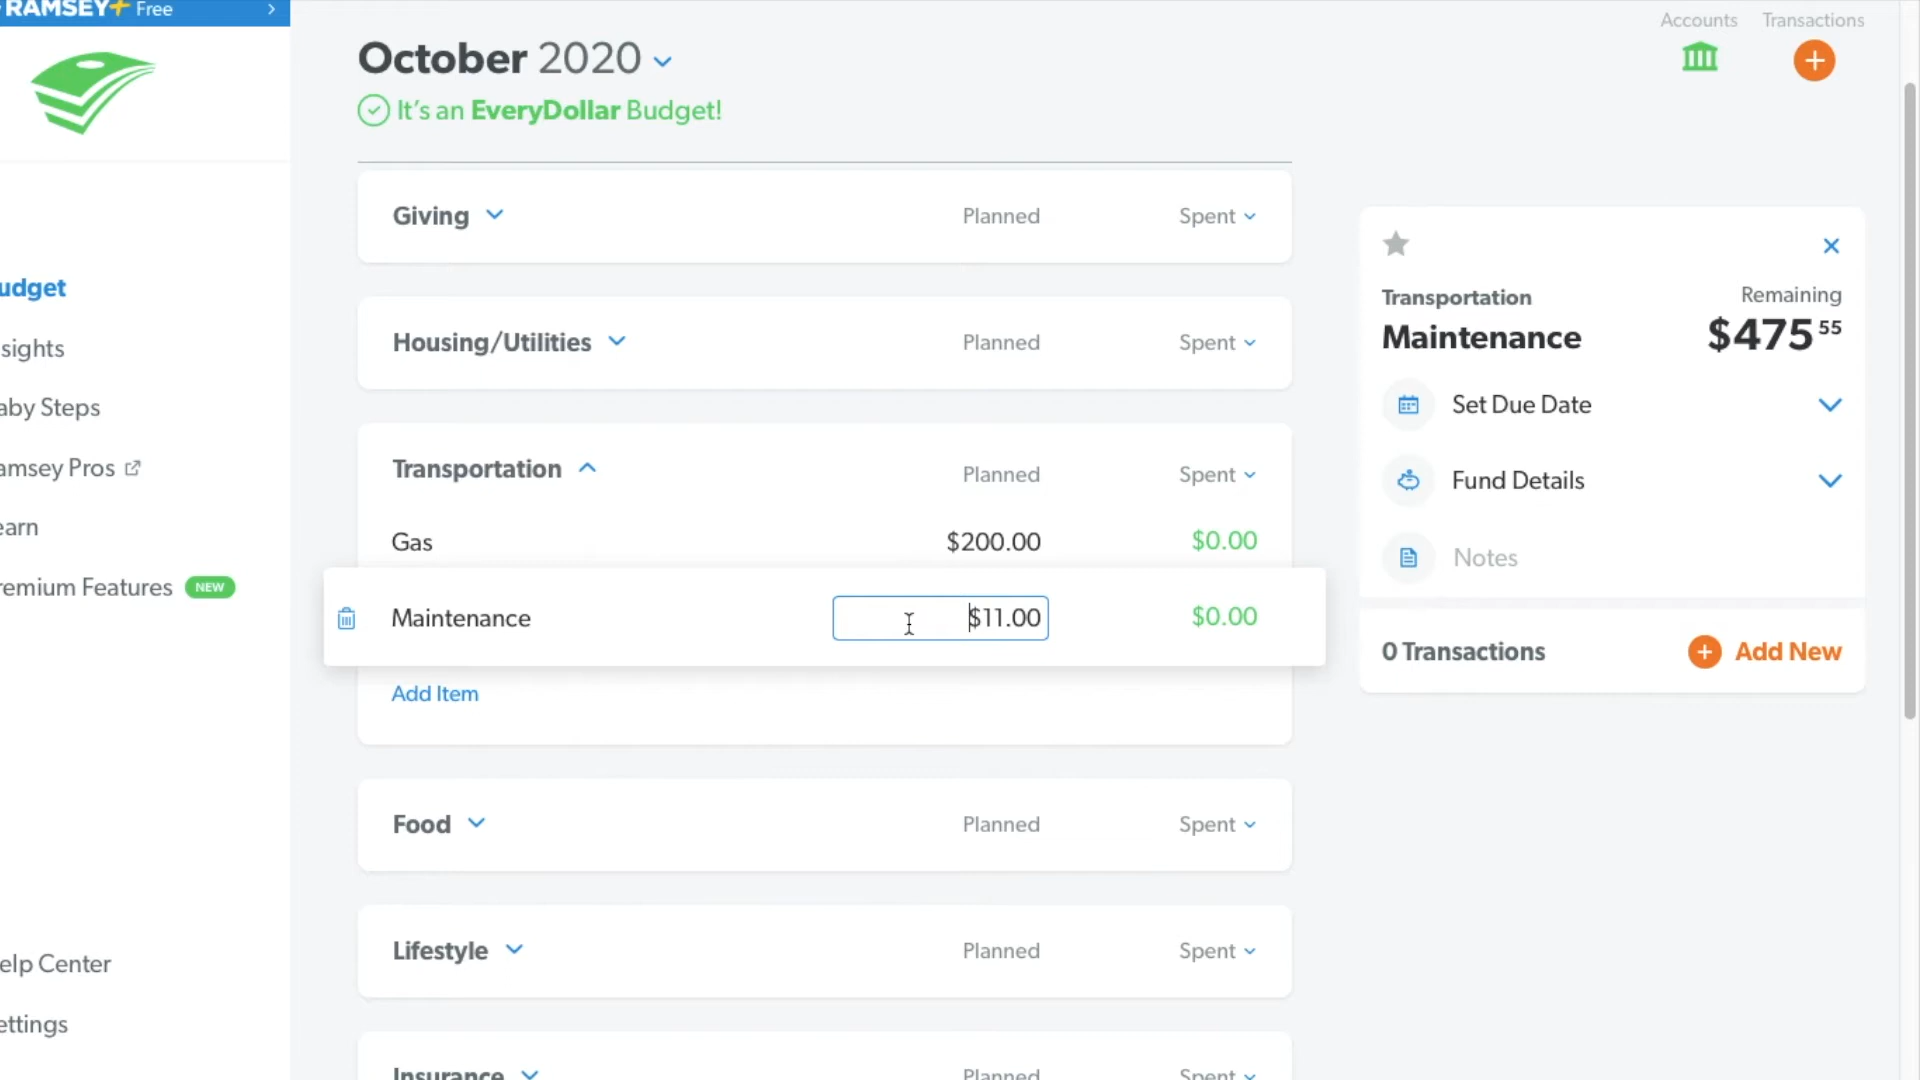 RAMSEY+ Free
Accounts
Transactions
October 2020
It's an EveryDollar Budget!
udget
sights
aby Steps
amsey Pros
earn
remium Features NEW
elp Center
ettings
Giving Planned Spent
Housing/Utilities Planned Spent
Transportation Planned Spent
Gas $200.00 $0.00
Maintenance $11.00 $0.00
Add Item
Food Planned Spent
Lifestyle Planned Spent
Insurance Planned Spent
Transportation Remaining
Maintenance $475 55
Set Due Date
Fund Details
Notes
0 Transactions Add New